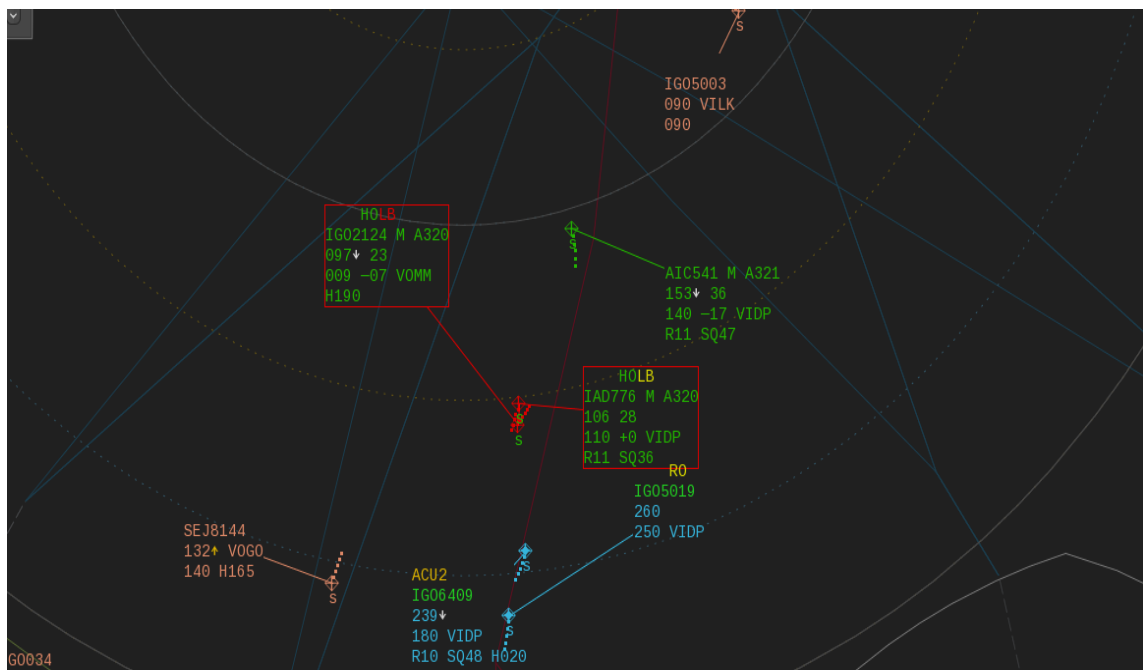 IGO5003
090 VILK
090
HOLB
IGO2124 M A320
097↓ 23
009 −07 VOMM
H190
S
S
AIC541 M A321
153↓ 36
140 −17 VIDP
R11 SQ47
HOLB
IAD776 M A320
106 28
110 +0 VIDP
R11 SQ36
S
S
RO
IGO5019
260
250 VIDP
SEJ8144
132↑ VOGO
140 H165
S
ACU2
IGO6409
239↓
180 VIDP
R10 SQ48 H020
S
S
GO034